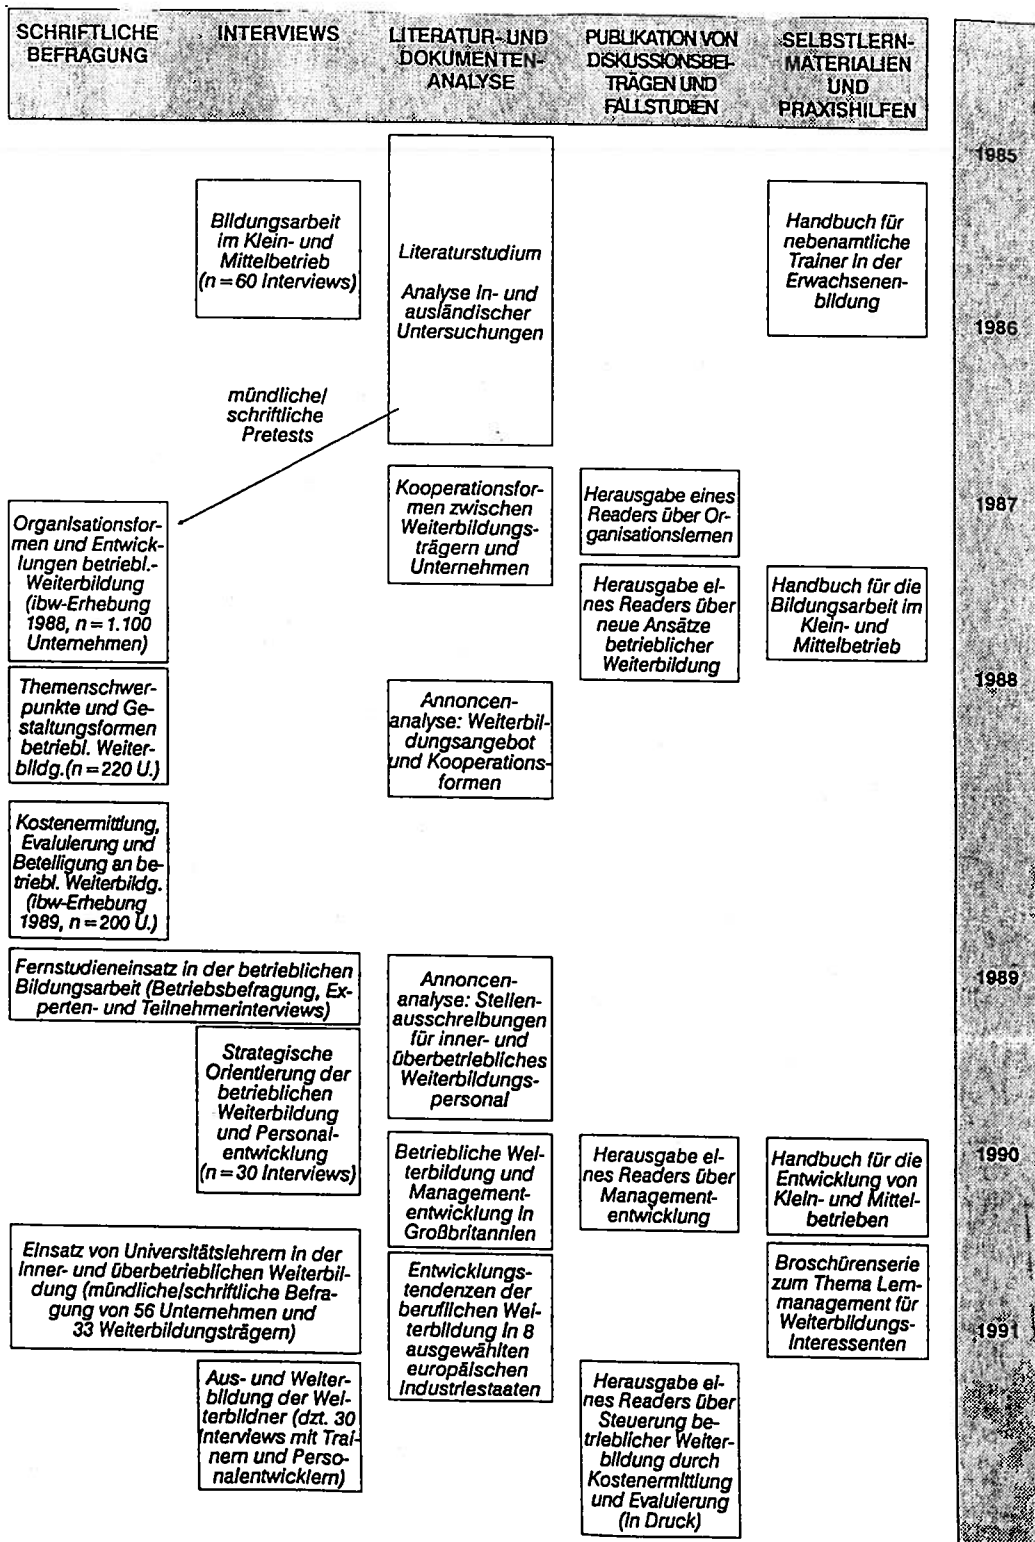 SCHRIFTLICHE
BEFRAGUNG
INTERVIEWS
LITERATUR- UND
DOKUMENTEN-
ANALYSE
PUBLIKATION VON
DISKUSSIONSBEI-
TRÄGEN UND
FALLSTUDIEN
SELBSTLERN-
MATERIALIEN
UND
PRAXISHILFEN
1985
Bildungsarbeit
im Klein- und
Mittelbetrieb
(n = 60 Interviews)
Literaturstudium
Analyse in- und
ausländischer
Untersuchungen
Handbuch für
nebenamtliche
Trainer in der
Erwachsenen-
bildung
1986
mündliche/
schriftliche
Pretests
Organisationsfor-
men und Entwick-
lungen betriebl.-
Weiterbildung
(ibw-Erhebung
1988, n = 1.100
Unternehmen)
Kooperationsfor-
men zwischen
Weiterbildungs-
trägern und
Unternehmen
Herausgabe eines
Readers über Or-
ganisationslernen
1987
Herausgabe ei-
nes Readers über
neue Ansätze
betrieblicher
Weiterbildung
Handbuch für die
Bildungsarbeit im
Klein- und
Mittelbetrieb
1988
Themenschwer-
punkte und Ge-
staltungsformen
betriebl. Weiter-
bildg.(n = 220 U.)
Annoncen-
analyse: Weiterbil-
dungsangebot
und Kooperations-
formen
Kostenermittlung,
Evaluierung und
Beteiligung an be-
triebl. Weiterbildg.
(ibw-Erhebung
1989, n = 200 U.)
Fernstudieneinsatz in der betrieblichen
Bildungsarbeit (Betriebsbefragung, Ex-
perten- und Teilnehmerinterviews)
Annoncen-
analyse: Stellen-
ausschreibungen
für inner- und
überbetriebliches
Weiterbildungs-
personal
1989
Strategische
Orientierung der
betrieblichen
Weiterbildung
und Personal-
entwicklung
(n = 30 Interviews)
Betriebliche Wei-
terbildung und
Management-
entwicklung in
Großbritannien
Herausgabe ei-
nes Readers über
Management-
entwicklung
Handbuch für die
Entwicklung von
Klein- und Mittel-
betrieben
1990
Einsatz von Universitätslehrern in der
inner- und überbetrieblichen Weiterbil-
dung (mündliche/schriftliche Befra-
gung von 56 Unternehmen und
33 Weiterbildungsträgern)
Entwicklungs-
tendenzen der
beruflichen Wei-
terbildung in 8
ausgewählten
europäischen
Industriestaaten
Broschürenserie
zum Thema Lern-
management für
Weiterbildungs-
Interessenten
1991
Aus- und Weiter-
bildung der Wei-
terbildner (dzt. 30
Interviews mit Trai-
nern und Perso-
nalentwicklern)
Herausgabe ei-
nes Readers über
Steuerung be-
trieblicher Weiter-
bildung durch
Kostenermittlung
und Evaluierung
(in Druck)